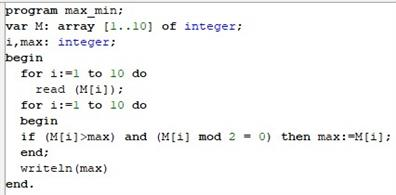 program max_min;
var M: array [1..10] of integer;
i,max: integer;
begin
  for i:=1 to 10 do
    read (M[i]);
  for i:=1 to 10 do
  begin
  if (M[i]>max) and (M[i] mod 2 = 0) then max:=M[i];
  end;
  writeln(max)
end.